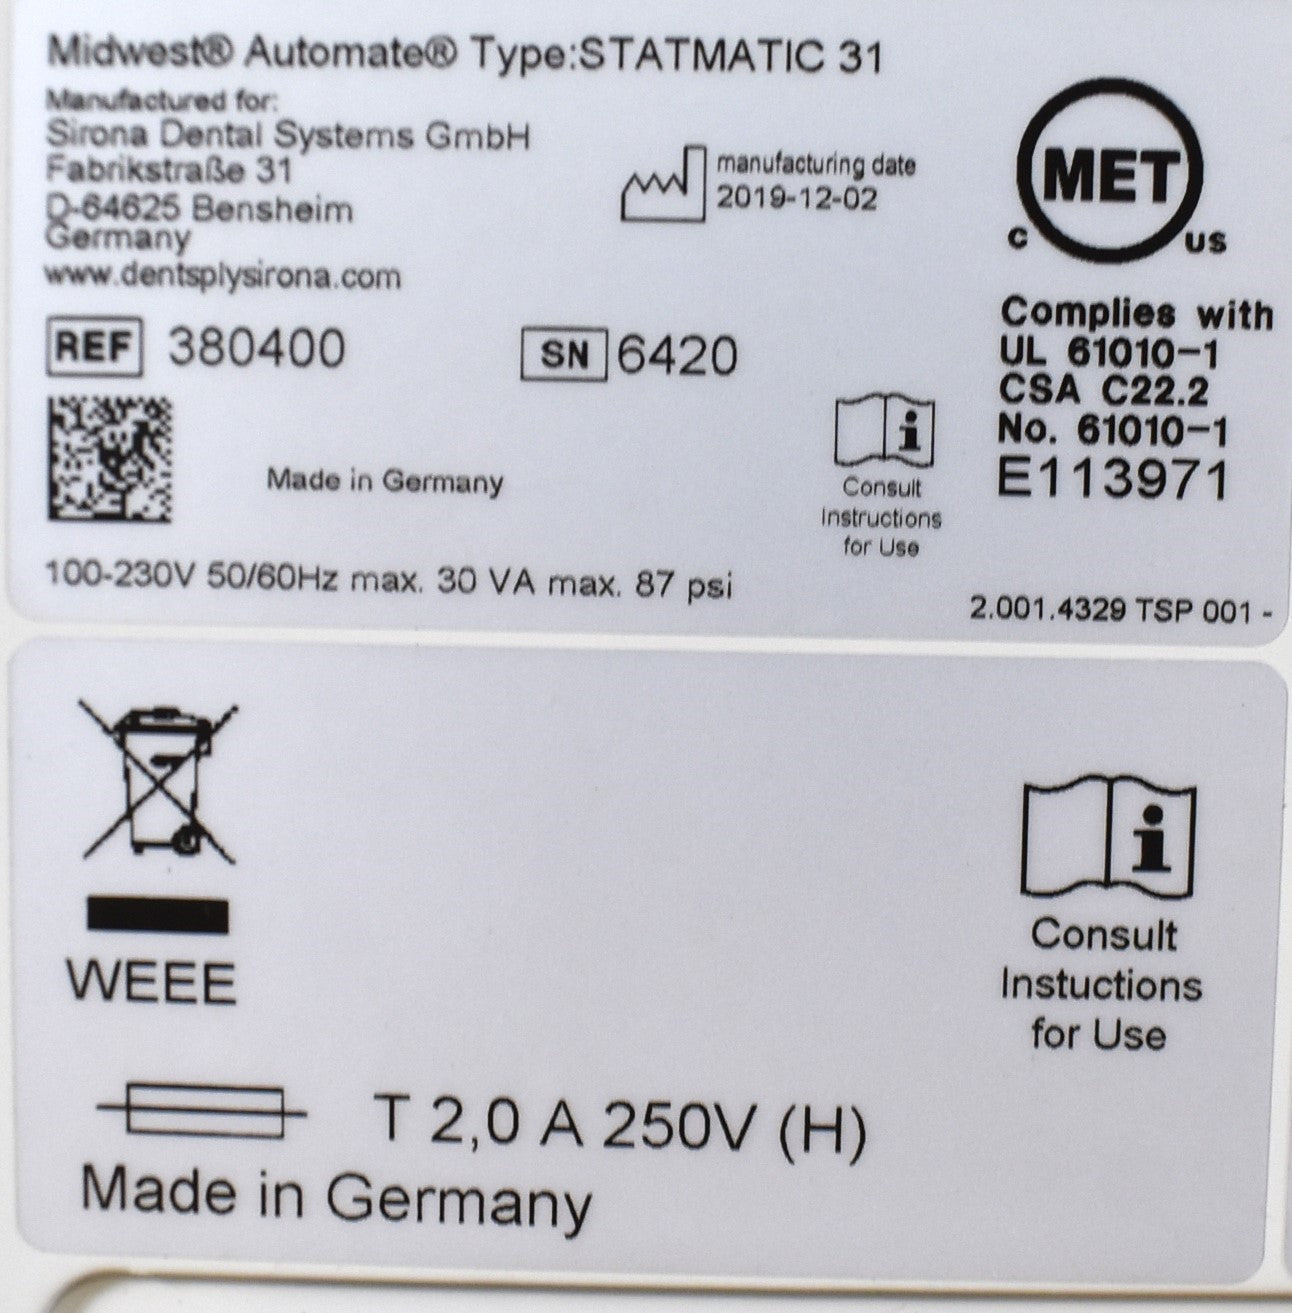 Midwest® Automate® Type:STATMATIC 31
Manufactured for:
Sirona Dental Systems GmbH
Fabrikstraße 31
D-64625 Bensheim
Germany
www.dentsplysirona.com
manufacturing date
2019-12-02
MET
C US
REF 380400
SN 6420
Complies with
UL 61010-1
CSA C22.2
No. 61010-1
E113971
Made in Germany
i
Consult
Instructions
for Use
100-230V 50/60Hz max. 30 VA max. 87 psi
2.001.4329 TSP 001 -
WEEE
i
Consult
Instuctions
for Use
T 2,0 A 250V (H)
Made in Germany